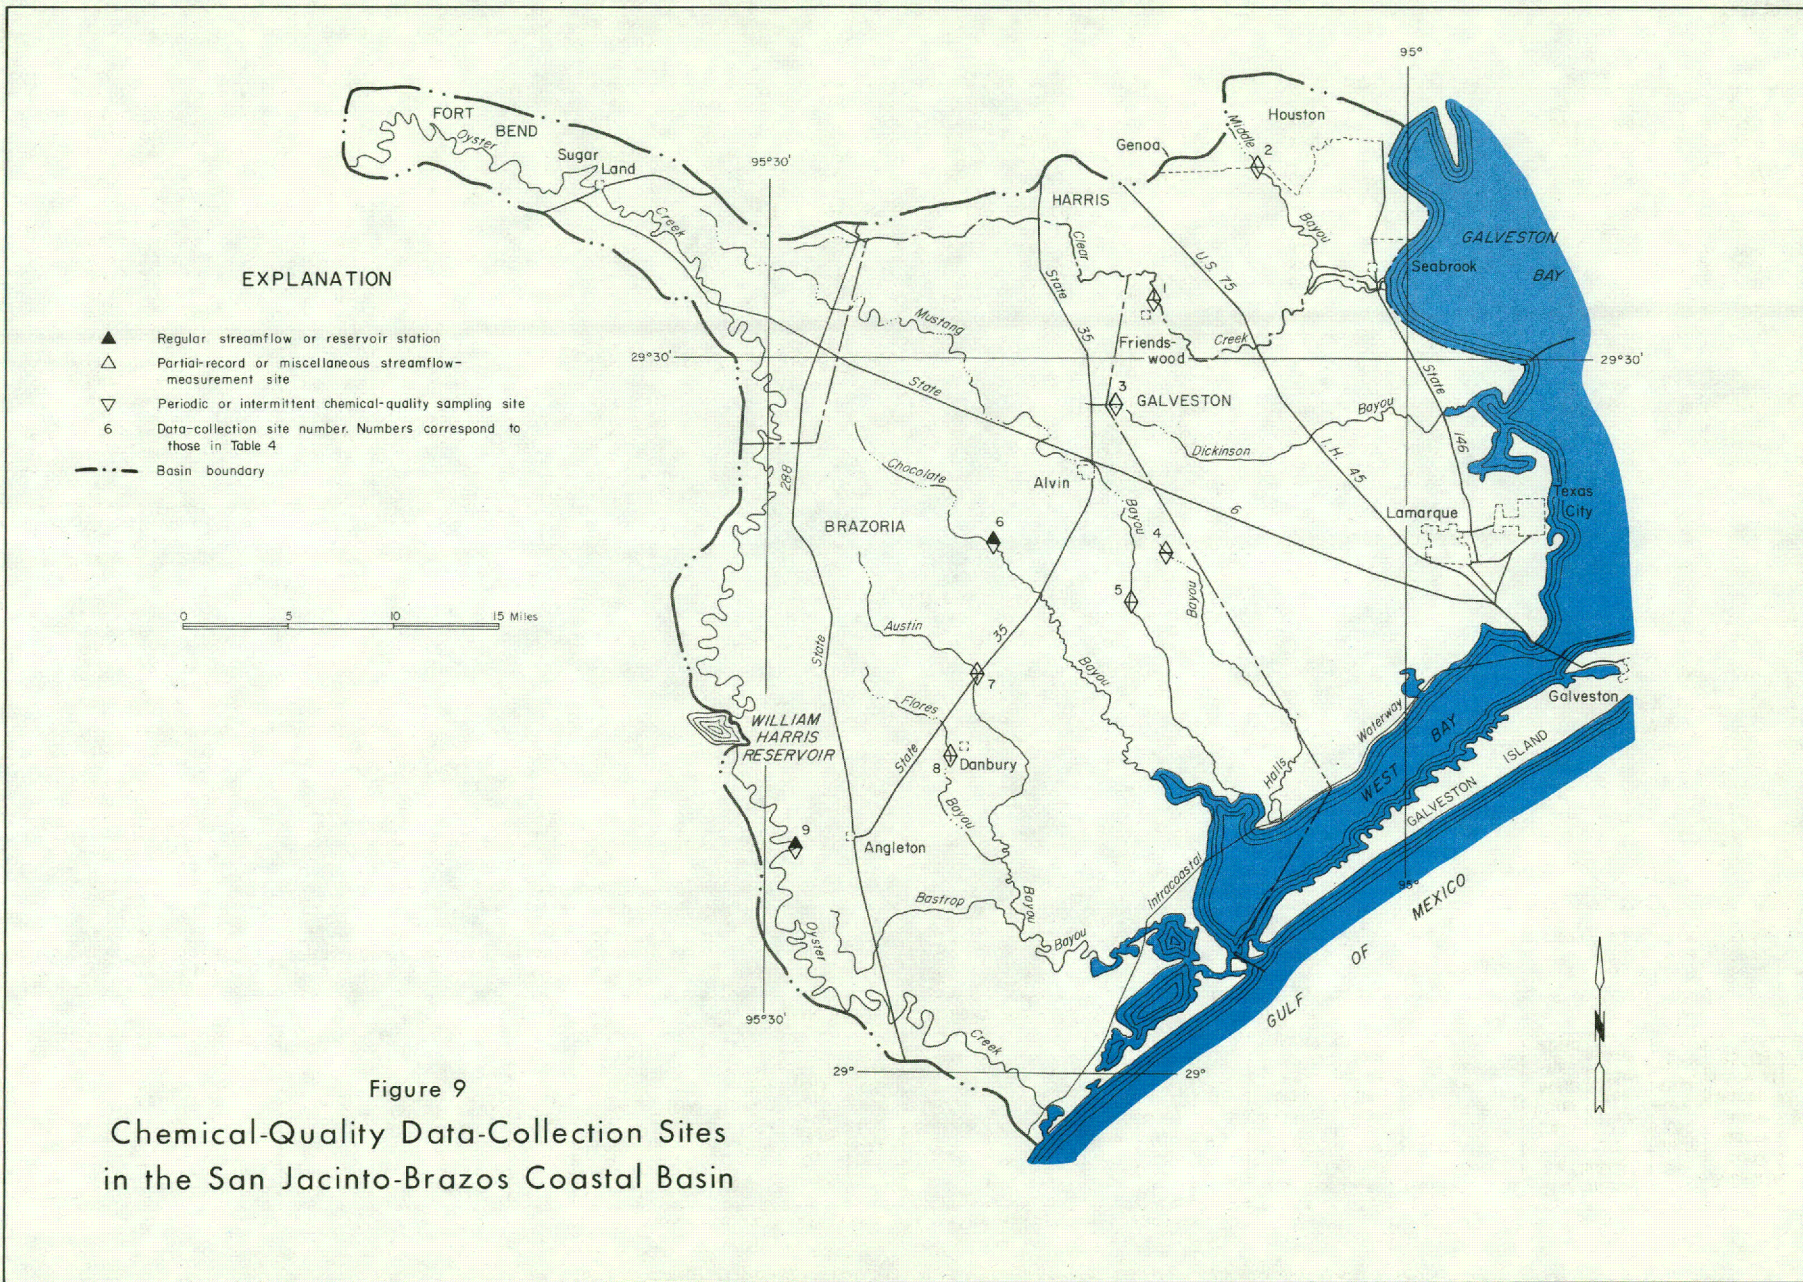 95°
FORT
BEND
Oyster
Sugar
Land
Creek
95°30'
Houston
Middle
2
Genoa
Bayou
HARRIS
Clear
GALVESTON
BAY
Seabrook
U.S. 75
State
35
1
Friends-
wood
Creek
EXPLANATION
Regular streamflow or reservoir station
Partial-record or miscellaneous streamflow-
measurement site
Periodic or intermittent chemical-quality sampling site
6 Data-collection site number. Numbers correspond to
those in Table 4
Basin boundary
Mustang
29°30'
29°30'
State
State
3
GALVESTON
Bayou
Dickinson
146
I.H. 45
288
Chocolate
Alvin
Bayou
6
Lamarque
Texas
City
BRAZORIA
6
4
5
Bayou
0 5 10 15 Miles
Austin
State
35
Bayou
7
Flores
WILLIAM
HARRIS
RESERVOIR
State
8
Danbury
Bayou
Galveston
Waterway
WEST
BAY
GALVESTON
ISLAND
Halls
9
Angleton
Intracoastal
Bastrop
Bayou
Bayou
95°
GULF
OF
MEXICO
Oyster
Creek
95°30'
29°
29°
N
Figure 9
Chemical-Quality Data-Collection Sites
in the San Jacinto-Brazos Coastal Basin